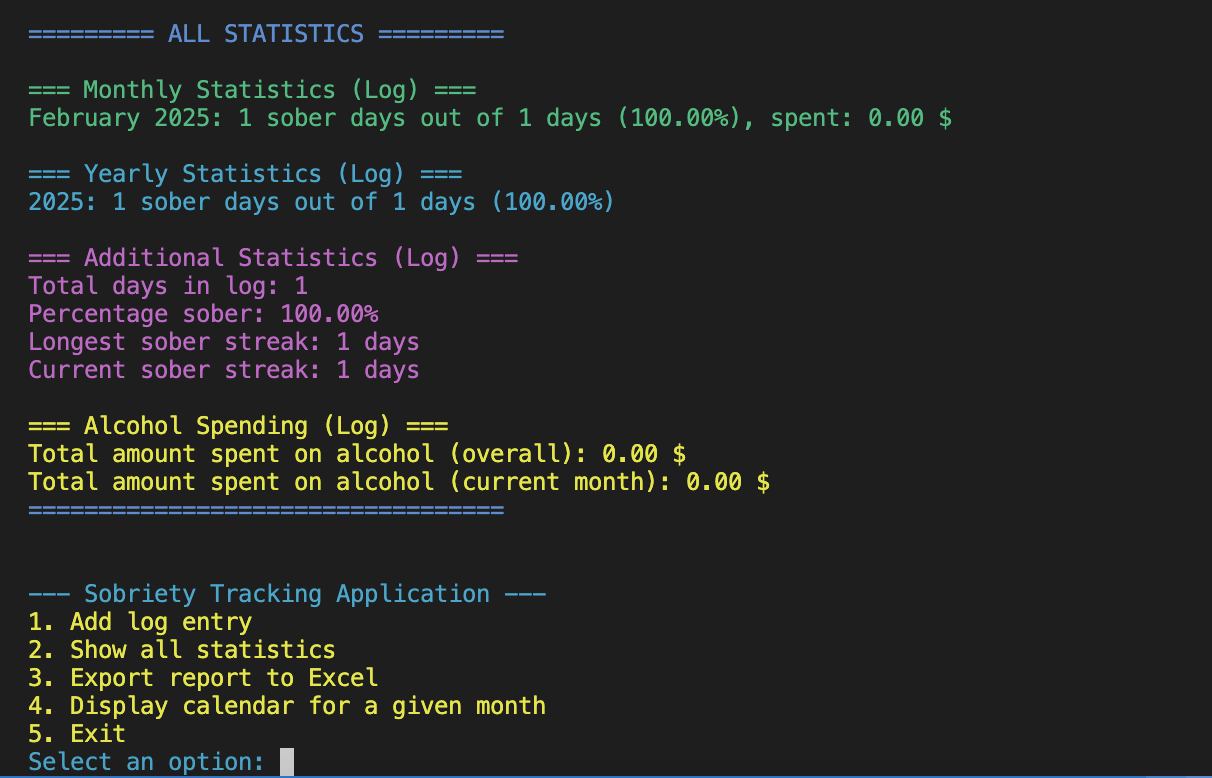 ========= ALL STATISTICS =========
=== Monthly Statistics (Log) ===
February 2025: 1 sober days out of 1 days (100.00%), spent: 0.00 $
=== Yearly Statistics (Log) ===
2025: 1 sober days out of 1 days (100.00%)
=== Additional Statistics (Log) ===
Total days in log: 1
Percentage sober: 100.00%
Longest sober streak: 1 days
Current sober streak: 1 days
=== Alcohol Spending (Log) ===
Total amount spent on alcohol (overall): 0.00 $
Total amount spent on alcohol (current month): 0.00 $
==================================
--- Sobriety Tracking Application ---
1. Add log entry
2. Show all statistics
3. Export report to Excel
4. Display calendar for a given month
5. Exit
Select an option: